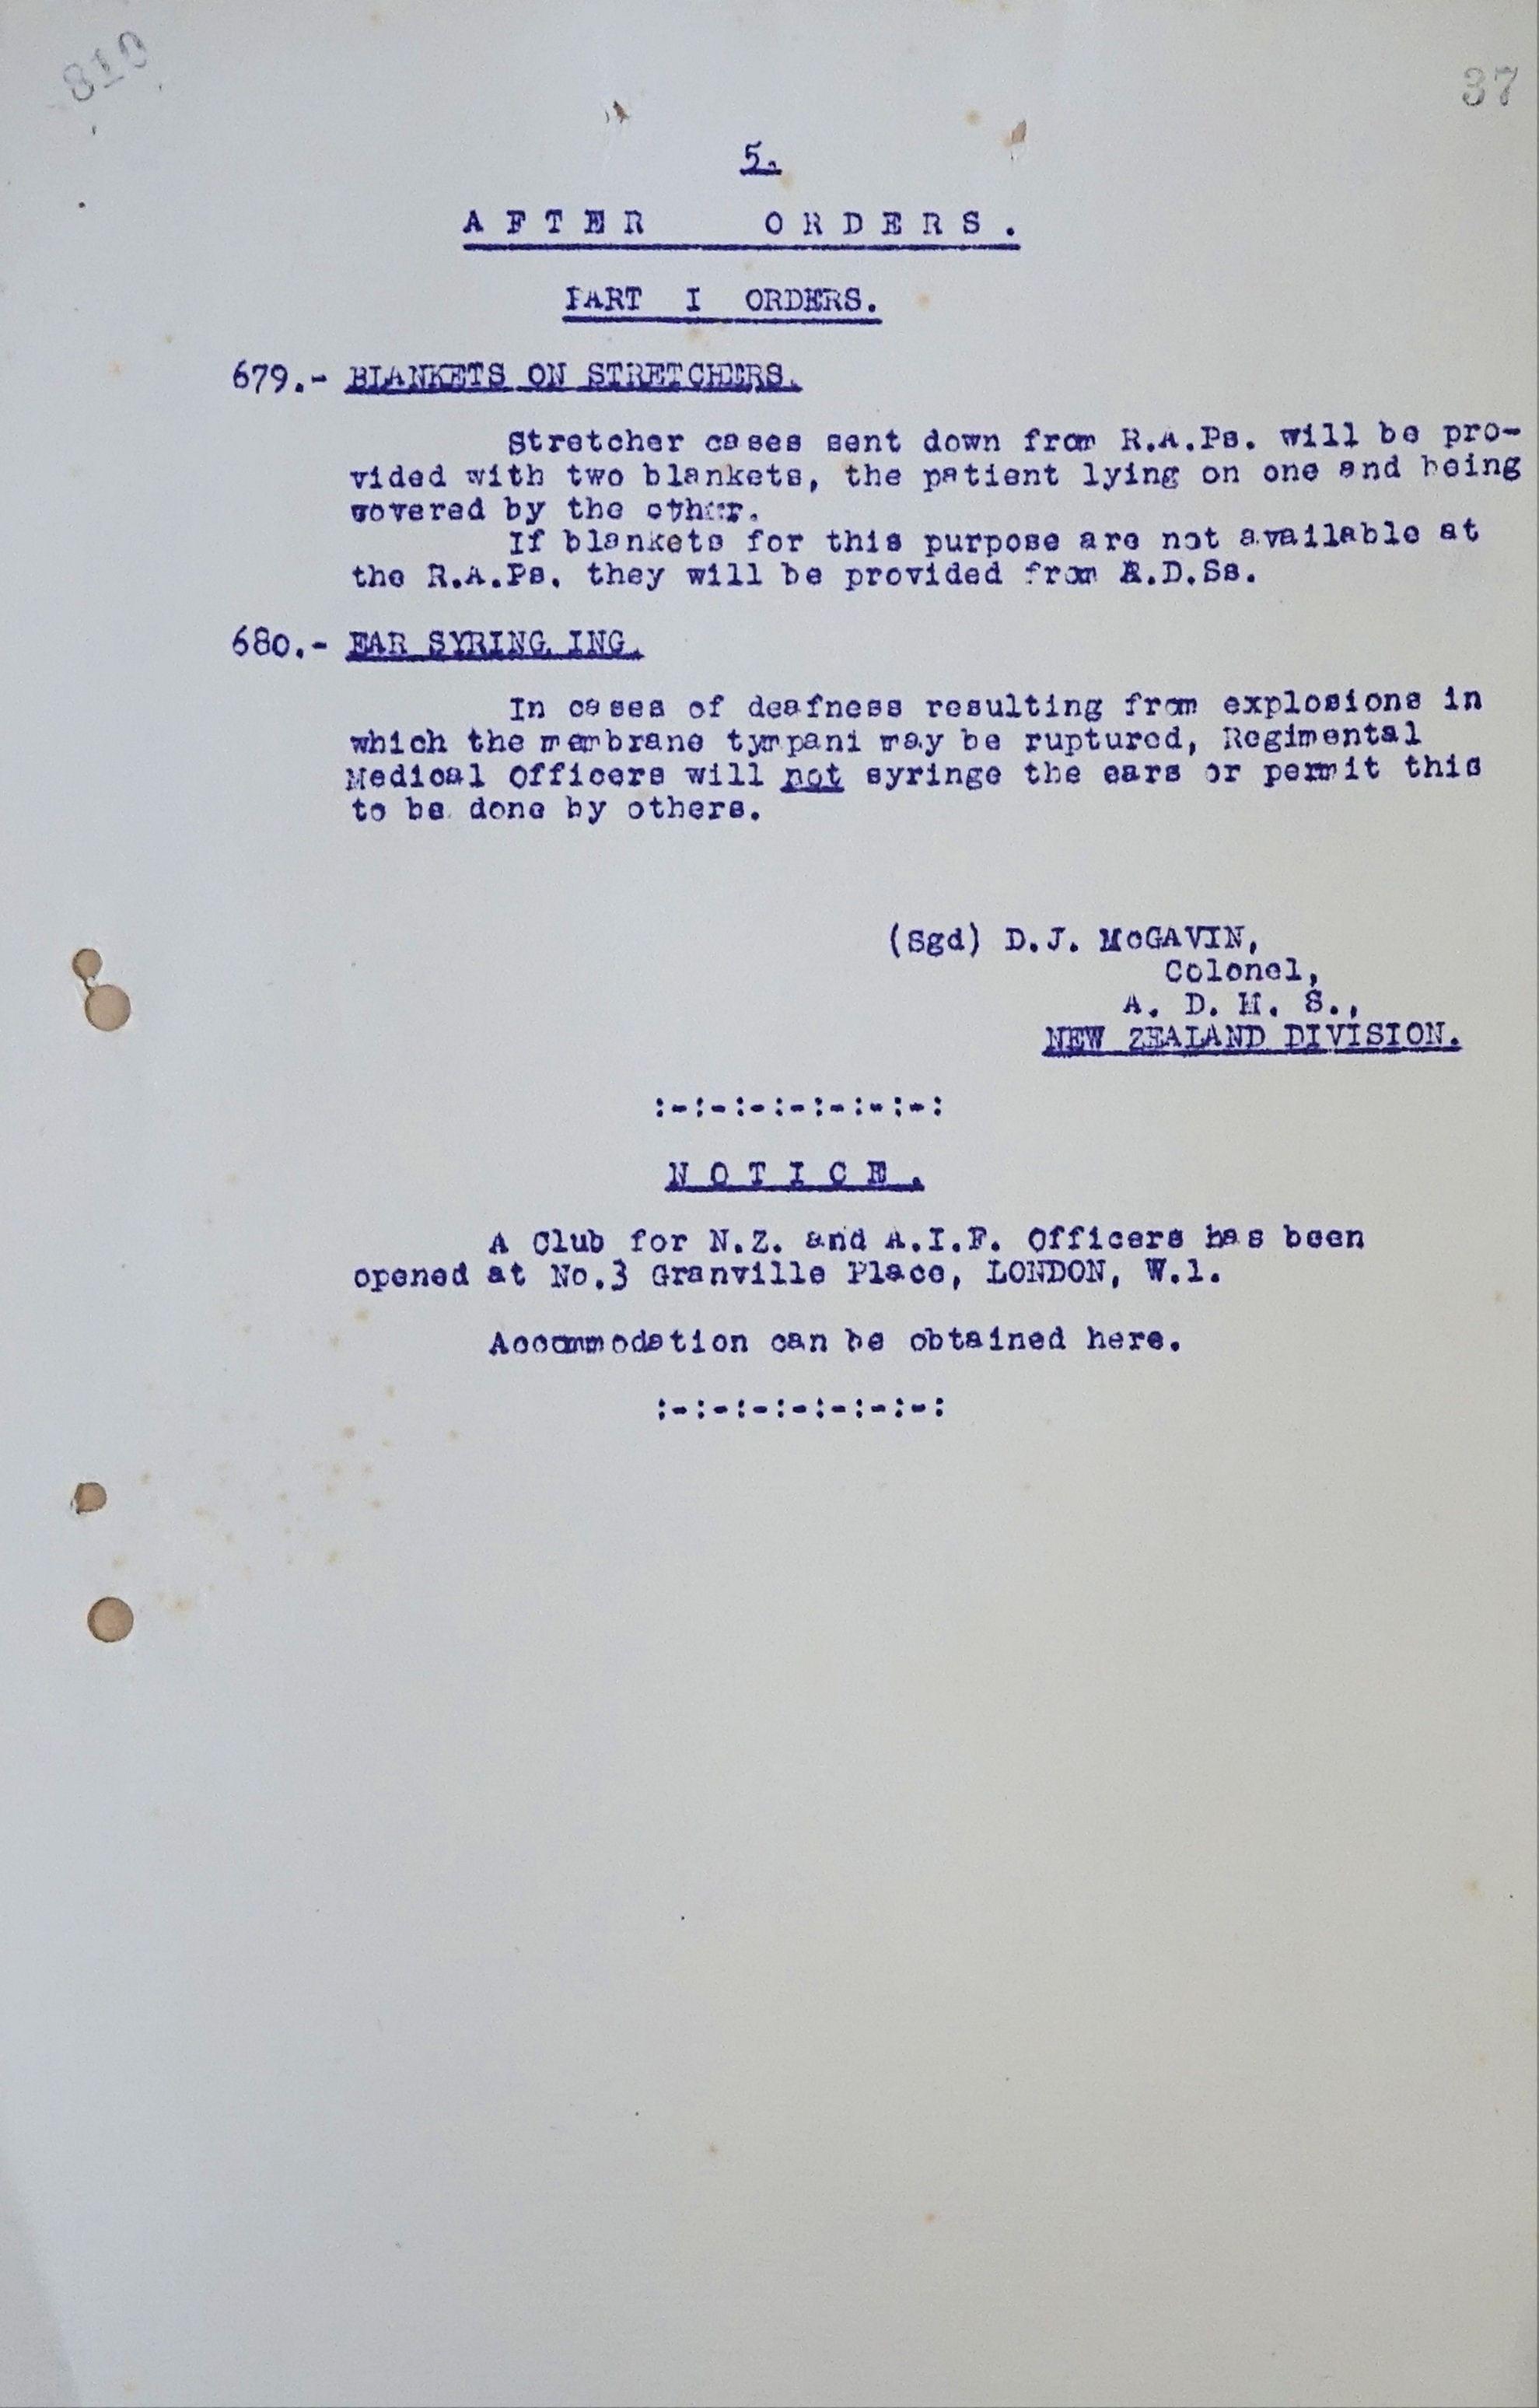 810
37
5.
AFTER ORDERS.
PART I ORDERS.
679.- BLANKETS ON STRETCHERS.
Stretcher cases sent down from R.A.Ps. will be pro-
vided with two blankets, the patient lying on one and being
covered by the other.
If blankets for this purpose are not available at
the R.A.Ps. they will be provided from A.D.Ss.
680.- EAR SYRINGING.
In cases of deafness resulting from explosions in
which the membrane tympani may be ruptured, Regimental
Medical Officers will not syringe the ears or permit this
to be done by others.
(Sgd) D.J. McGAVIN,
Colonel,
A. D. M. S.,
NEW ZEALAND DIVISION.
:-:-:-:-:-:-:-:
NOTICE.
A Club for N.Z. and A.I.F. Officers has been
opened at No.3 Granville Place, LONDON, W.1.
Accommodation can be obtained here.
:-:-:-:-:-:-:-: